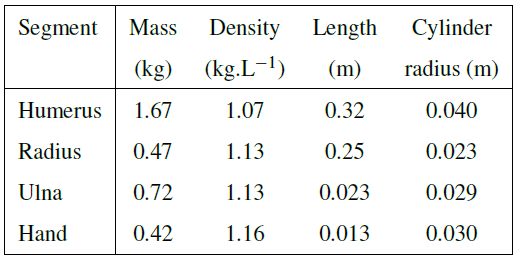 Segment Mass Density Length Cylinder
(kg) (kg.L−1) (m) radius (m)
Humerus 1.67 1.07 0.32 0.040
Radius 0.47 1.13 0.25 0.023
Ulna 0.72 1.13 0.023 0.029
Hand 0.42 1.16 0.013 0.030